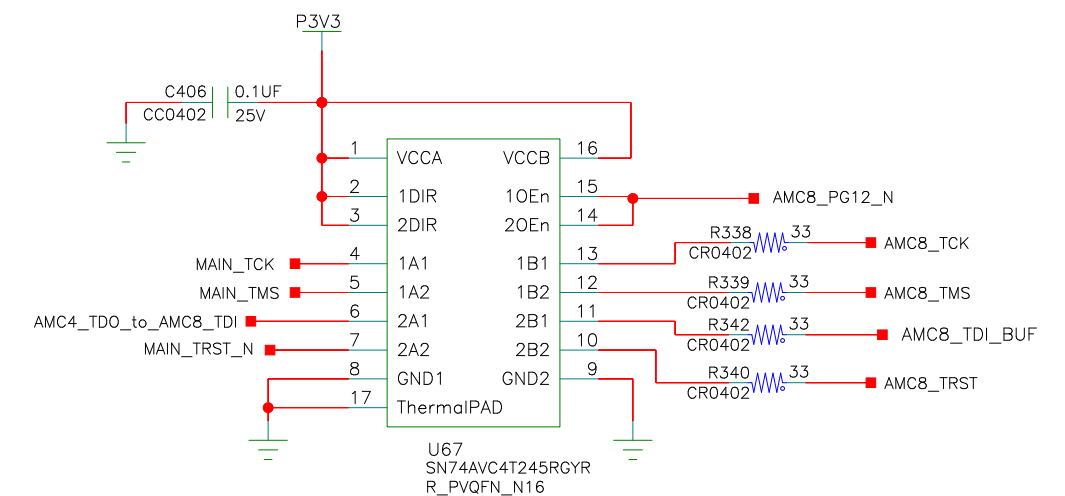 P3V3
C406 0.1UF
CC0402 25V
1 VCCA VCCB 16
2 1DIR 1OEn 15
AMC8_PG12_N
3 2DIR 2OEn 14
R338 33
CR0402
AMC8_TCK
MAIN_TCK 4 1A1 1B1 13
R339 33
CR0402
AMC8_TMS
MAIN_TMS 5 1A2 1B2 12
AMC4_TDO_to_AMC8_TDI 6 2A1 2B1 11
R342 33
CR0402
AMC8_TDI_BUF
MAIN_TRST_N 7 2A2 2B2 10
R340 33
CR0402
AMC8_TRST
8 GND1 GND2 9
17 ThermalPAD
U67
SN74AVC4T245RGYR
R_PVQFN_N16